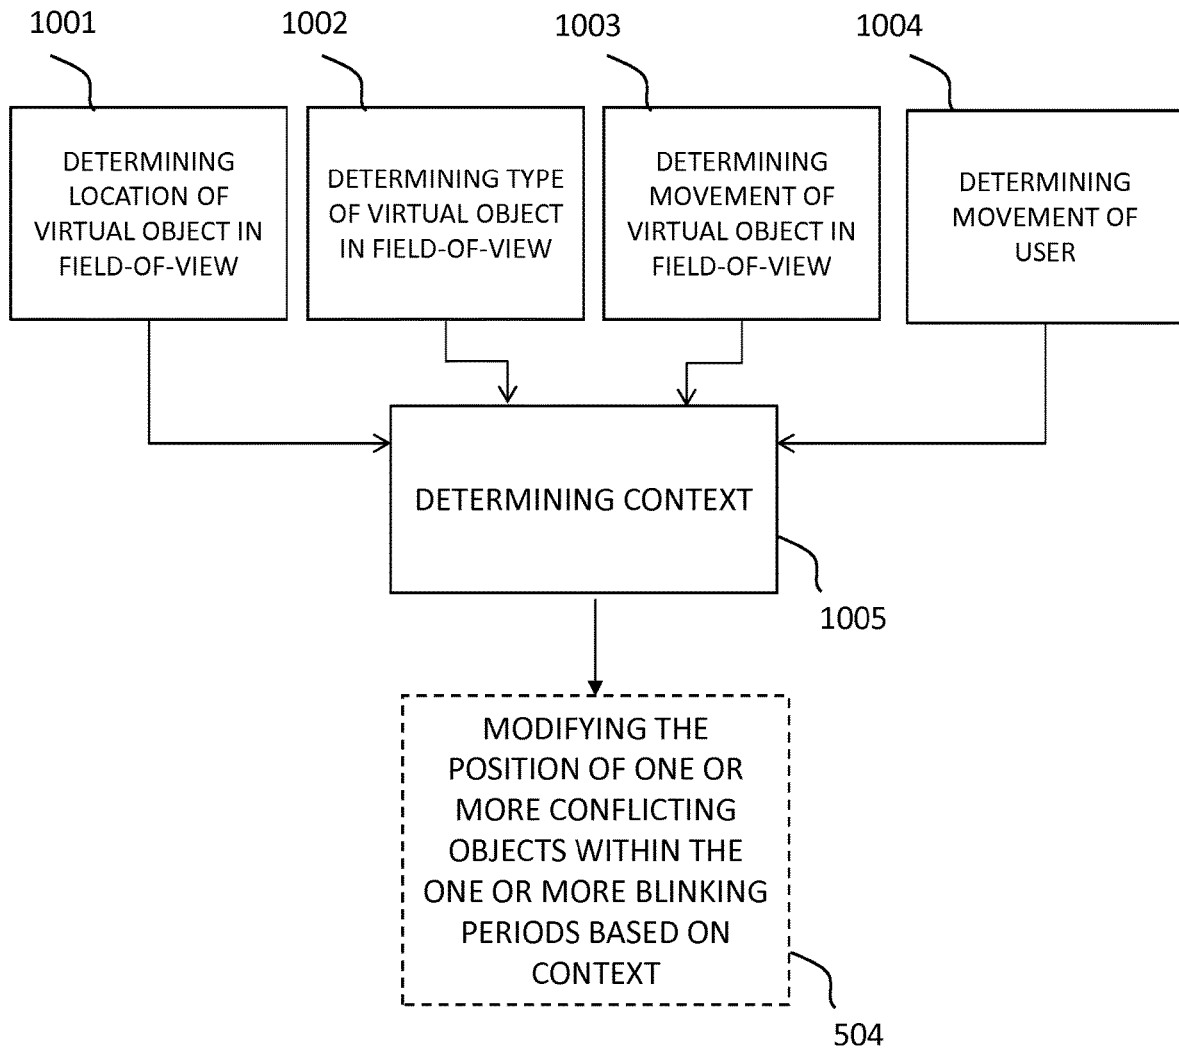 1001
1002
1003
1004
DETERMINING
LOCATION OF
VIRTUAL OBJECT IN
FIELD-OF-VIEW
DETERMINING TYPE
OF VIRTUAL OBJECT
IN FIELD-OF-VIEW
DETERMINING
MOVEMENT OF
VIRTUAL OBJECT IN
FIELD-OF-VIEW
DETERMINING
MOVEMENT OF
USER
DETERMINING CONTEXT
1005
MODIFYING THE
POSITION OF ONE OR
MORE CONFLICTING
OBJECTS WITHIN THE
ONE OR MORE BLINKING
PERIODS BASED ON
CONTEXT
504